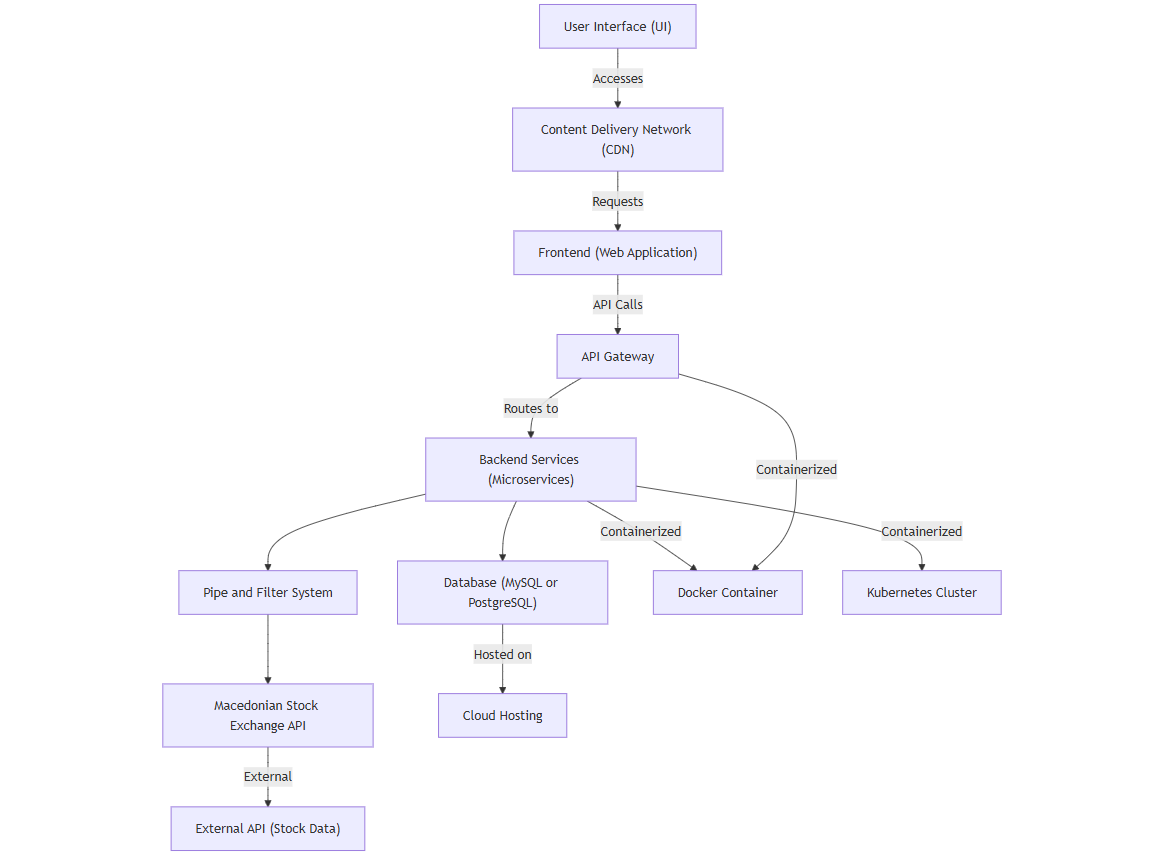 User Interface (UI)
Accesses
Content Delivery Network
(CDN)
Requests
Frontend (Web Application)
API Calls
API Gateway
Routes to
Backend Services
(Microservices)
Containerized
Containerized
Containerized
Pipe and Filter System
Database (MySQL or
PostgreSQL)
Docker Container
Kubernetes Cluster
Hosted on
Macedonian Stock
Exchange API
Cloud Hosting
External
External API (Stock Data)